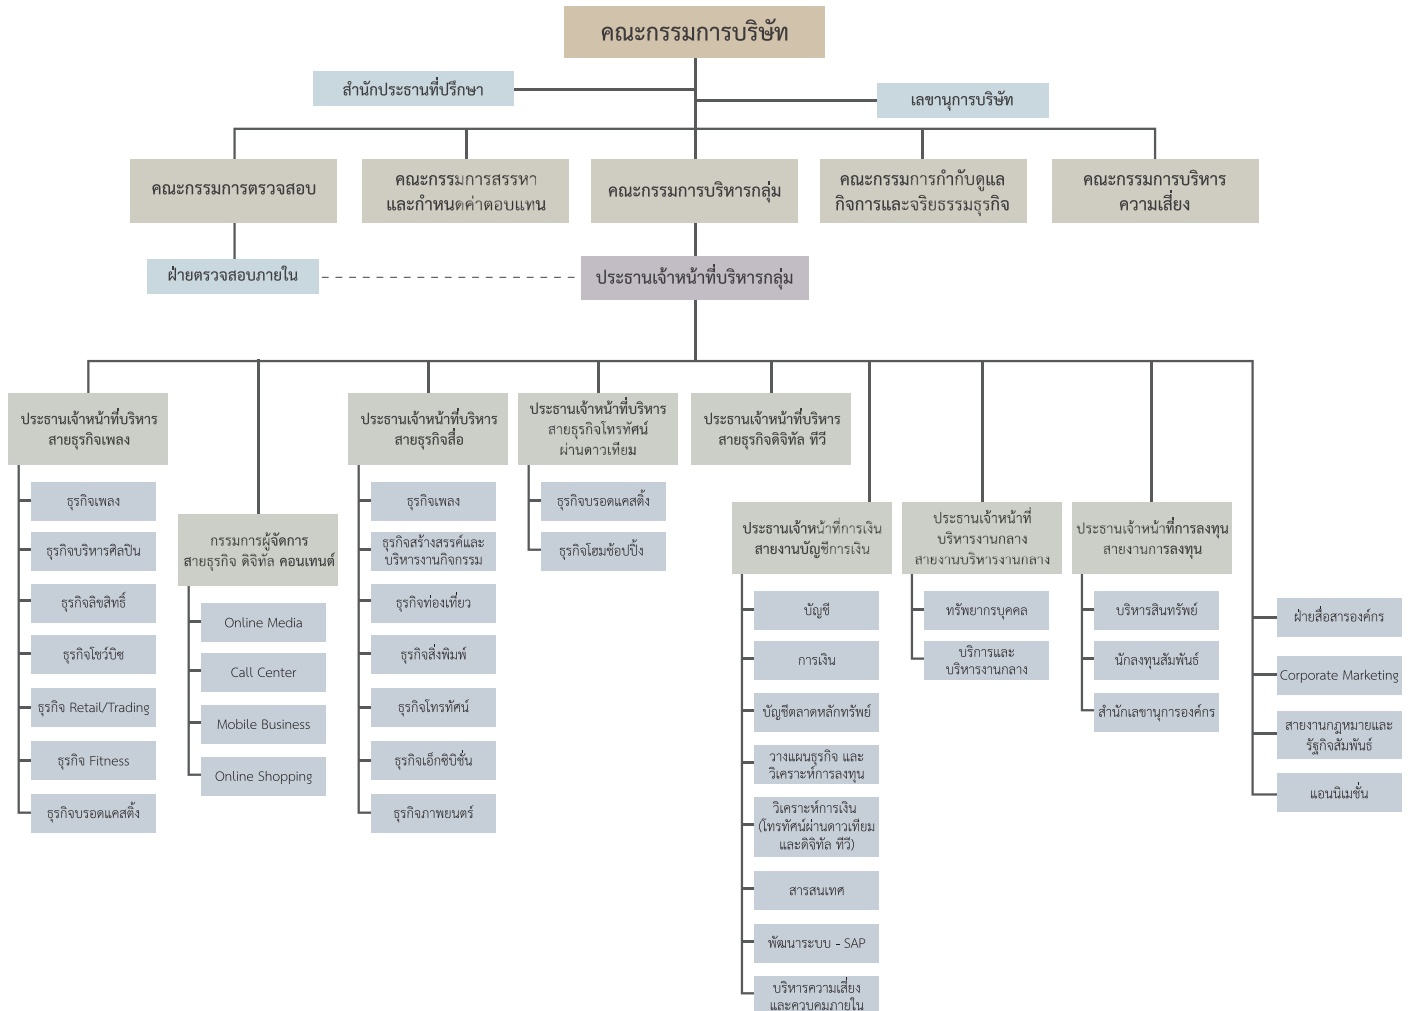 คณะกรรมการบริษัท
สำนักประธานที่ปรึกษา
เลขานุการบริษัท
คณะกรรมการตรวจสอบ
คณะกรรมการสรรหา
และกำหนดค่าตอบแทน
คณะกรรมการบริหารกลุ่ม
คณะกรรมการกำกับดูแล
กิจการและจริยธรรมธุรกิจ
คณะกรรมการบริหาร
ความเสี่ยง
ฝ่ายตรวจสอบภายใน
ประธานเจ้าหน้าที่บริหารกลุ่ม
ประธานเจ้าหน้าที่บริหาร
สายธุรกิจเพลง
ธุรกิจเพลง
ธุรกิจบริหารศิลปิน
ธุรกิจลิขสิทธิ์
ธุรกิจโชว์บิซ
ธุรกิจ Retail/Trading
ธุรกิจ Fitness
ธุรกิจบรอดแคสติ้ง
กรรมการผู้จัดการ
สายธุรกิจ ดิจิทัล คอนเทนต์
Online Media
Call Center
Mobile Business
Online Shopping
ประธานเจ้าหน้าที่บริหาร
สายธุรกิจสื่อ
ธุรกิจเพลง
ธุรกิจสร้างสรรค์และ
บริหารงานกิจกรรม
ธุรกิจท่องเที่ยว
ธุรกิจสิ่งพิมพ์
ธุรกิจโทรทัศน์
ธุรกิจเอ็กซิบิชั่น
ธุรกิจภาพยนตร์
ประธานเจ้าหน้าที่บริหาร
สายธุรกิจโทรทัศน์
ผ่านดาวเทียม
ธุรกิจบรอดแคสติ้ง
ธุรกิจโฮมช้อปปิ้ง
ประธานเจ้าหน้าที่บริหาร
สายธุรกิจดิจิทัล ทีวี
ประธานเจ้าหน้าที่การเงิน
สายงานบัญชีการเงิน
บัญชี
การเงิน
บัญชีตลาดหลักทรัพย์
วางแผนธุรกิจ และ
วิเคราะห์การลงทุน
วิเคราะห์การเงิน
(โทรทัศน์ผ่านดาวเทียม
และดิจิทัล ทีวี)
สารสนเทศ
พัฒนาระบบ - SAP
บริหารความเสี่ยง
และควบคุมภายใน
ประธานเจ้าหน้าที่
บริหารงานกลาง
สายงานบริหารงานกลาง
ทรัพยากรบุคคล
บริการและ
บริหารงานกลาง
ประธานเจ้าหน้าที่การลงทุน
สายงานการลงทุน
บริหารสินทรัพย์
นักลงทุนสัมพันธ์
สำนักเลขานุการองค์กร
ฝ่ายสื่อสารองค์กร
Corporate Marketing
สายงานกฎหมายและ
รัฐกิจสัมพันธ์
แอนนิเมชั่น